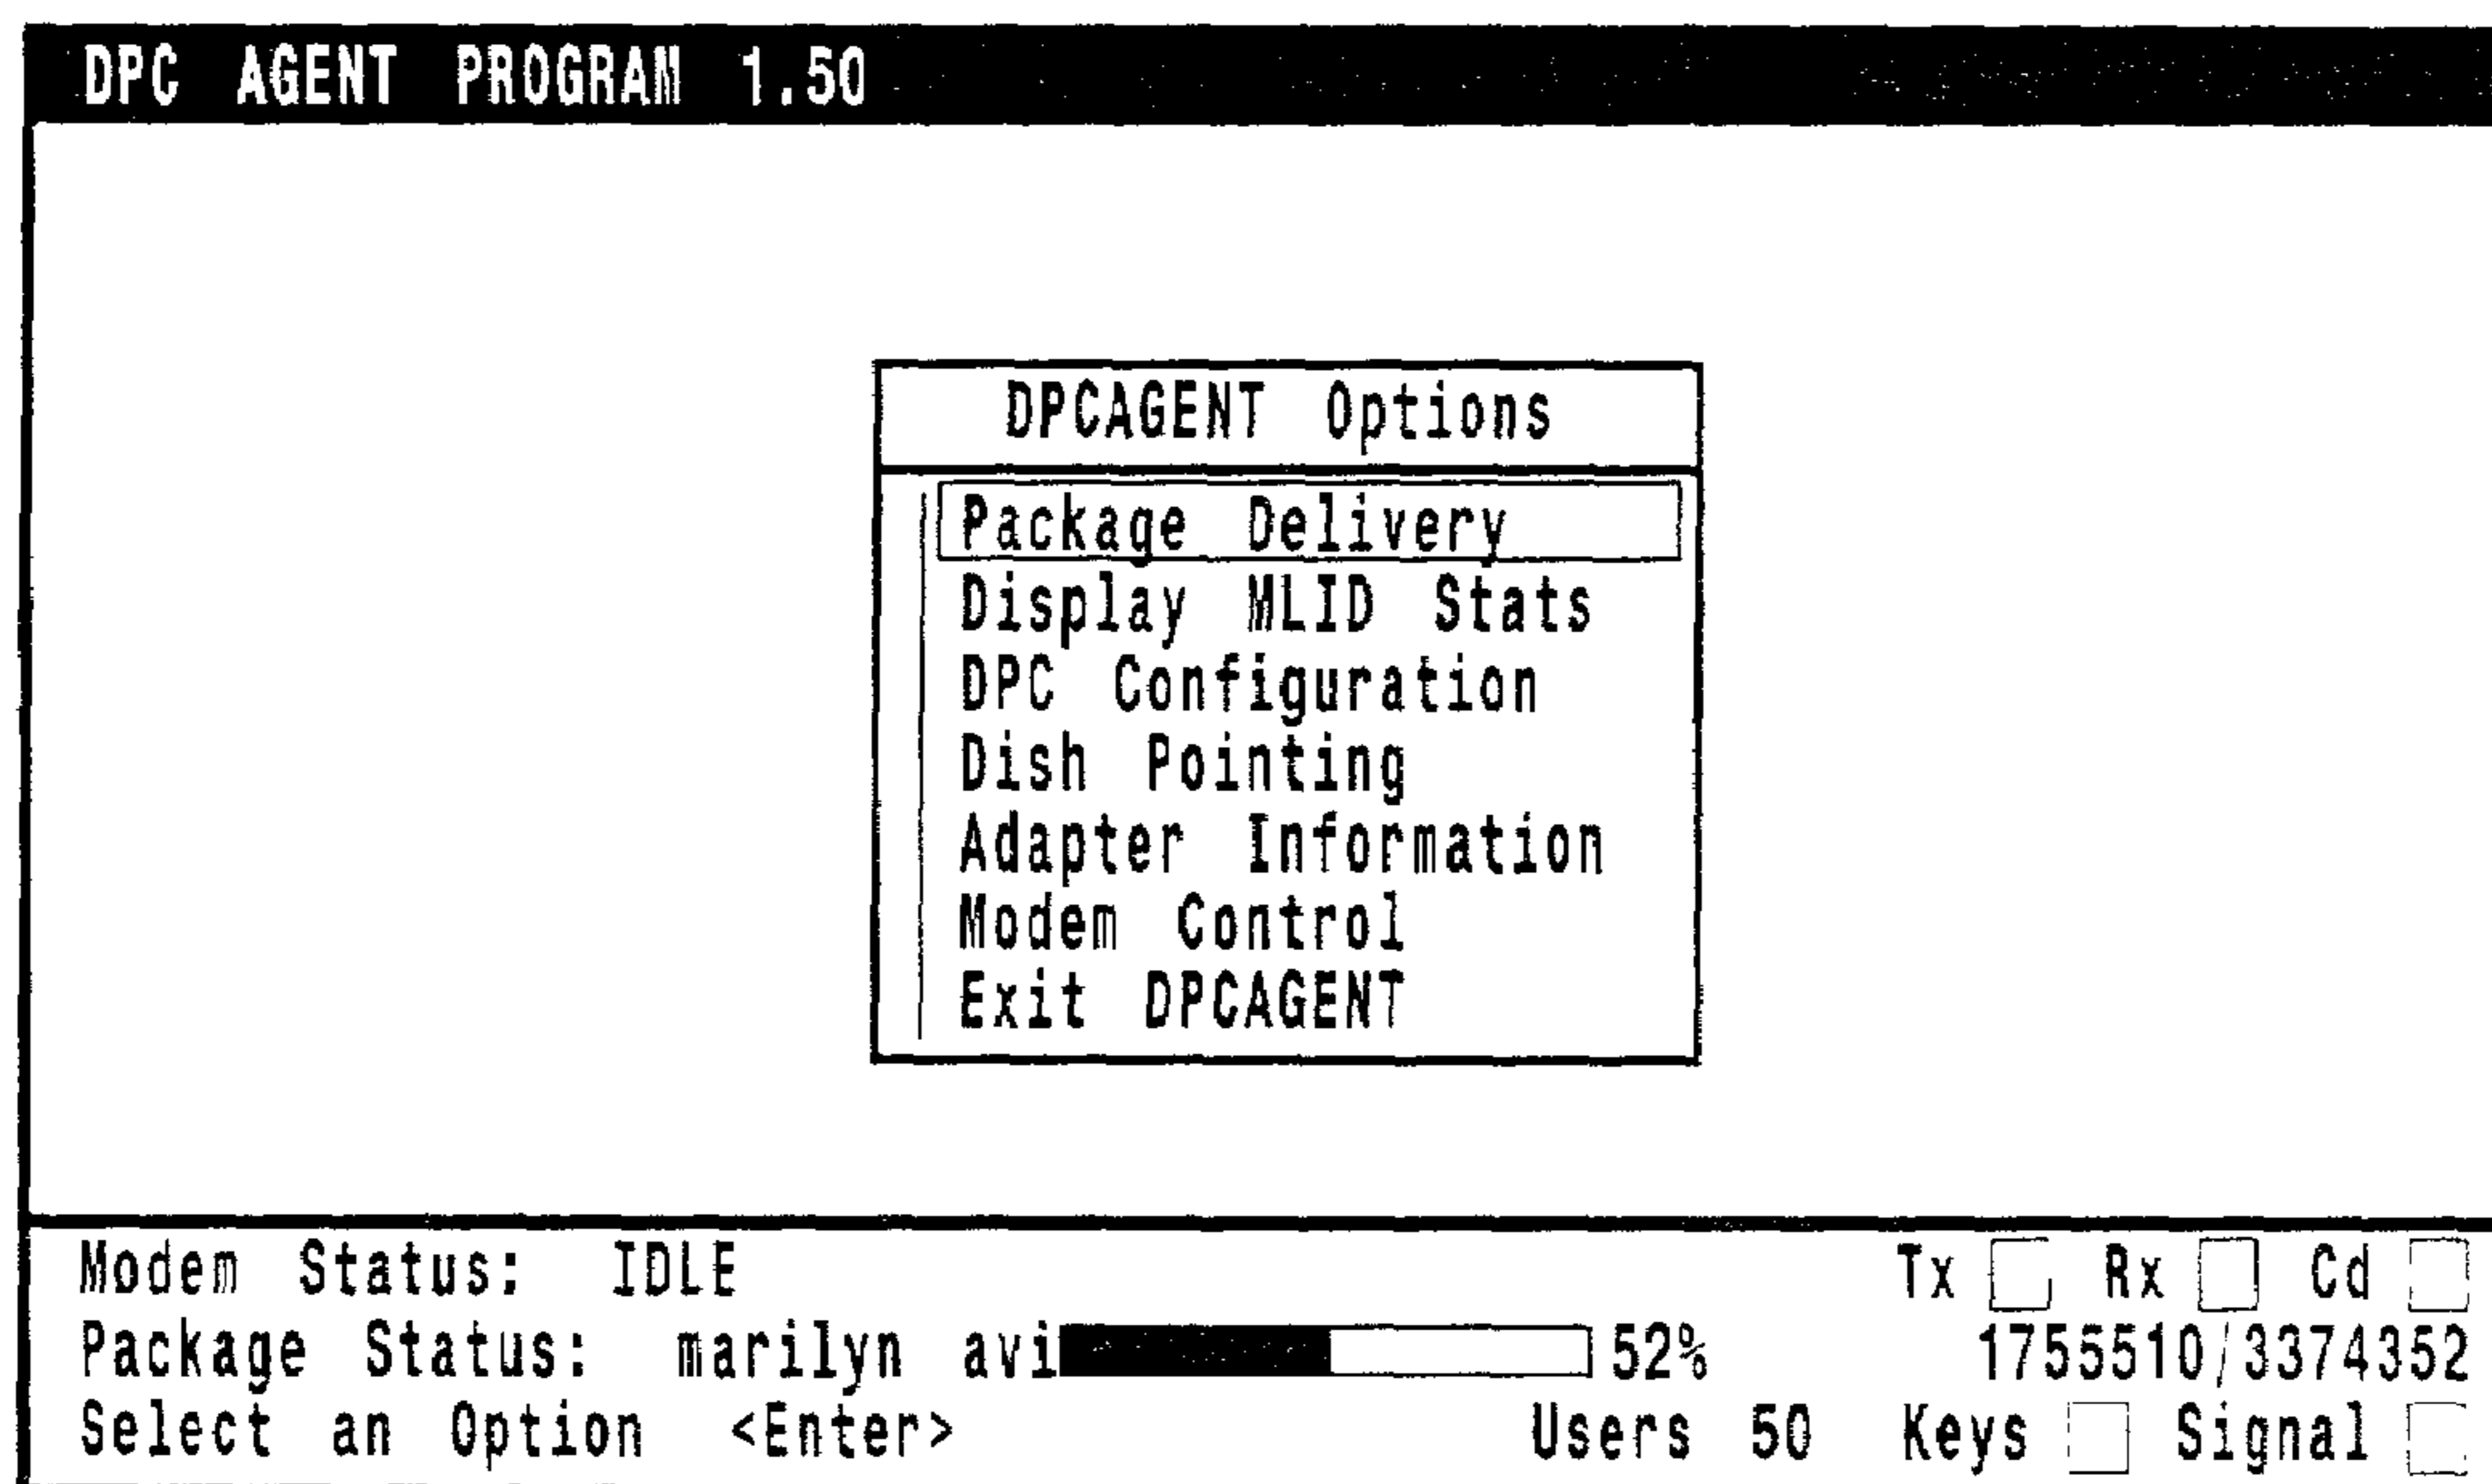 DPC AGENT PROGRAM 1.50
DPCAGENT Options
Package Delivery
Display MLID Stats
DPC Configuration
Dish Pointing
Adapter Information
Modem Control
Exit DPCAGENT
Modem Status: IDLE Tx Rx Cd
Package Status: marilyn avi 52% 1755510/3374352
Select an Option <Enter> Users 50 Keys Signal